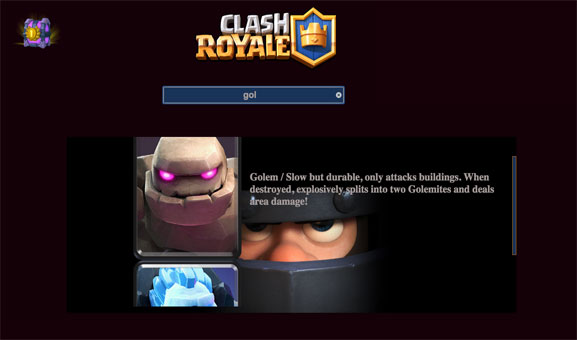 CLASH
ROYALE
gol
Golem / Slow but durable, only attacks buildings. When
destroyed, explosively splits into two Golemites and deals
area damage!